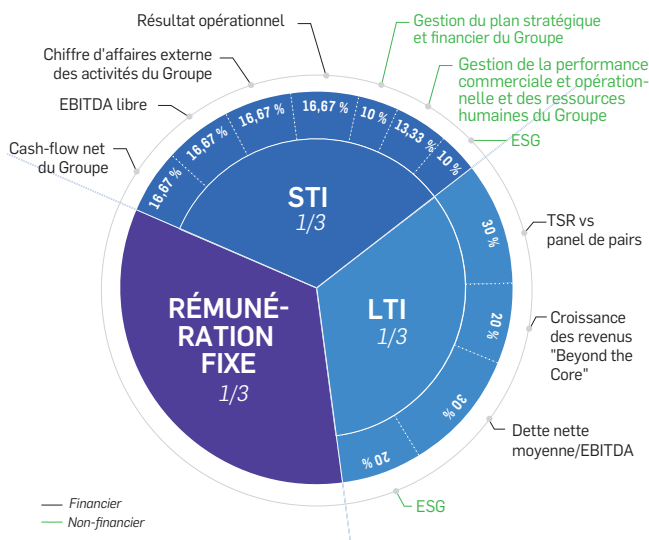 Résultat opérationnel
Chiffre d'affaires externe
des activités du Groupe
EBITDA libre
Cash-flow net
du Groupe
Gestion du plan stratégique
et financier du Groupe
Gestion de la performance
commerciale et opération-
nelle et des ressources
humaines du Groupe
ESG
16,67 %
16,67 %
16,67 %
16,67 %
10 %
13,33 %
10 %
STI
1/3
30 %
20 %
30 %
20 %
LTI
1/3
RÉMUNÉ-
RATION
FIXE
1/3
TSR vs
panel de pairs
Croissance
des revenus
"Beyond the
Core"
Dette nette
moyenne/EBITDA
ESG
Financier
Non-financier